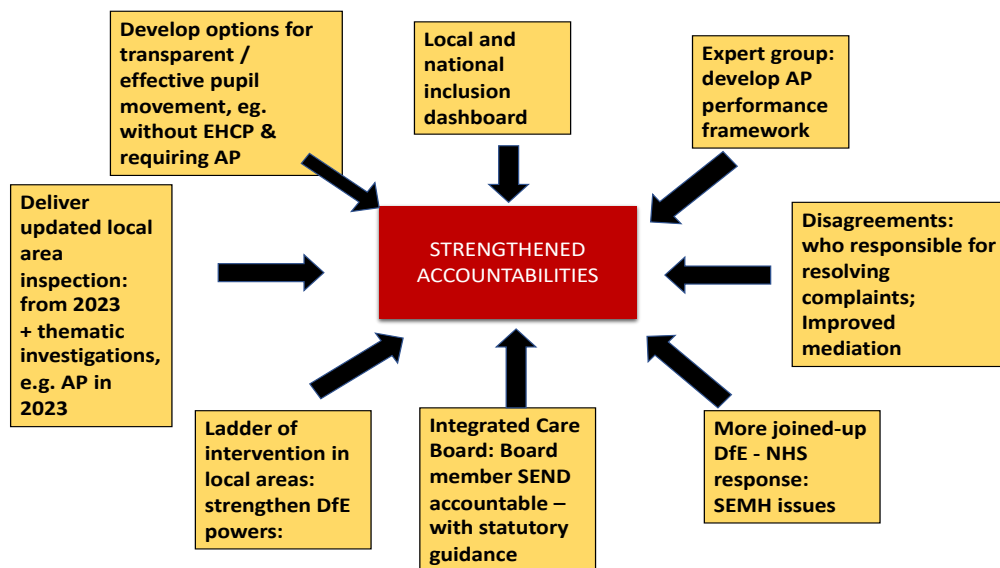 Develop options for
transparent /
effective pupil
movement, eg.
without EHCP &
requiring AP
Local and
national
inclusion
dashboard
Expert group:
develop AP
performance
framework
Deliver
updated local
area
inspection:
from 2023
+ thematic
investigations,
e.g. AP in
2023
STRENGTHENED
ACCOUNTABILITIES
Disagreements:
who responsible for
resolving
complaints;
Improved
mediation
Ladder of
intervention in
local areas:
strengthen DfE
powers:
Integrated Care
Board: Board
member SEND
accountable –
with statutory
guidance
More joined-up
DfE - NHS
response:
SEMH issues